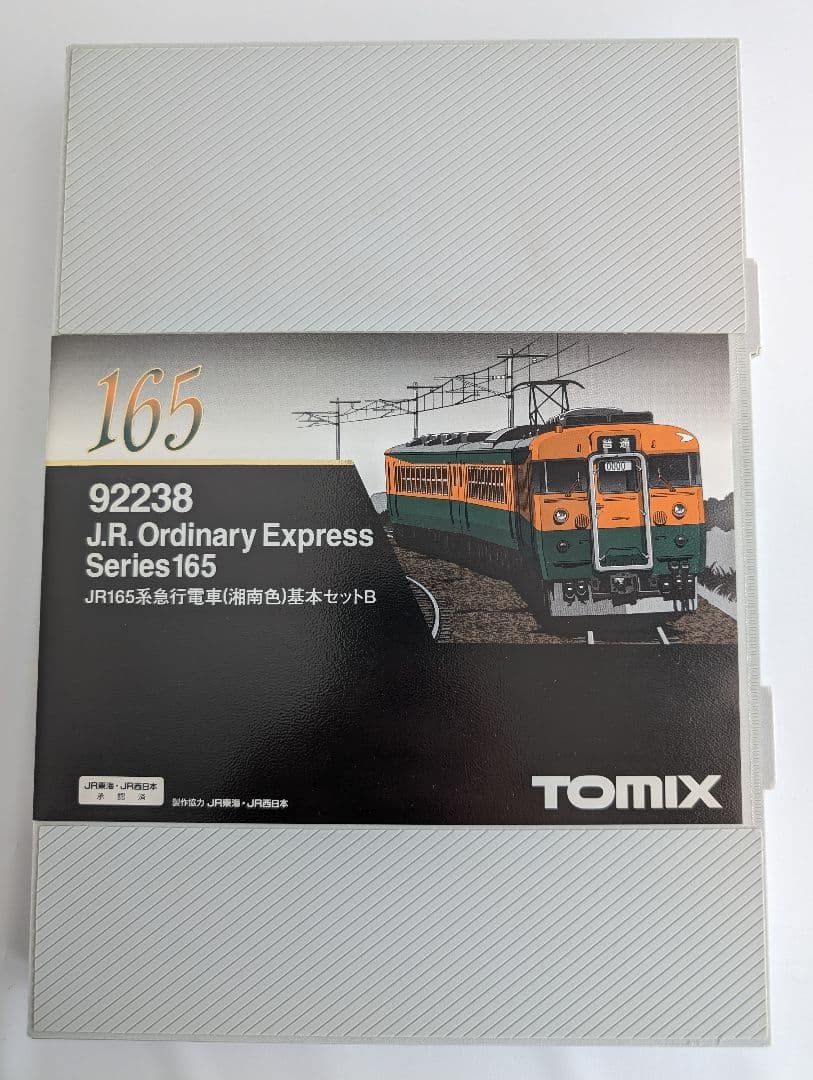 165
普通
0000
92238
J.R. Ordinary Express
Series 165
JR165系急行電車(湘南色)基本セットB
JR東海・JR西日本
承認済
製作協力 JR東海・JR西日本
TOMIX